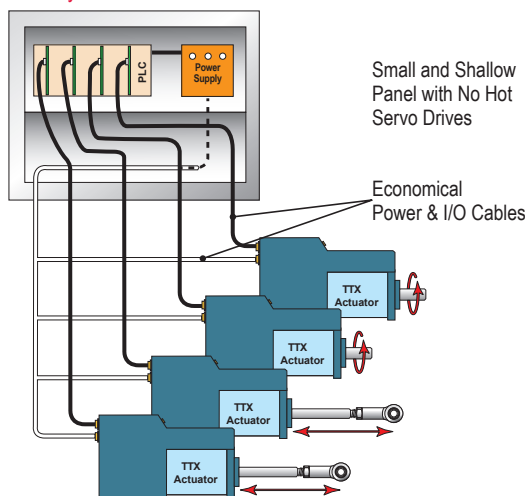 PLC
Power
Supply
Small and Shallow
Panel with No Hot
Servo Drives
Economical
Power & I/O Cables
TTX
Actuator
TTX
Actuator
TTX
Actuator
TTX
Actuator